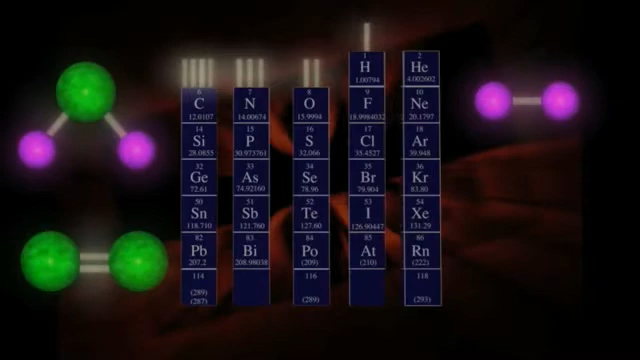 6
C
12.0107
14
Si
28.0855
32
Ge
72.61
50
Sn
118.710
82
Pb
207.2
114
(289)
(287)
7
N
14.00674
15
P
30.973761
33
As
74.92160
51
Sb
121.760
83
Bi
208.98038
8
O
15.9994
16
S
32.066
34
Se
78.96
52
Te
127.60
84
Po
(209)
116
(289)
1
H
1.00794
9
F
18.9984032
17
Cl
35.4527
35
Br
79.904
53
I
126.90447
85
At
(210)
2
He
4.002602
10
Ne
20.1797
18
Ar
39.948
36
Kr
83.80
54
Xe
131.29
86
Rn
(222)
118
(293)